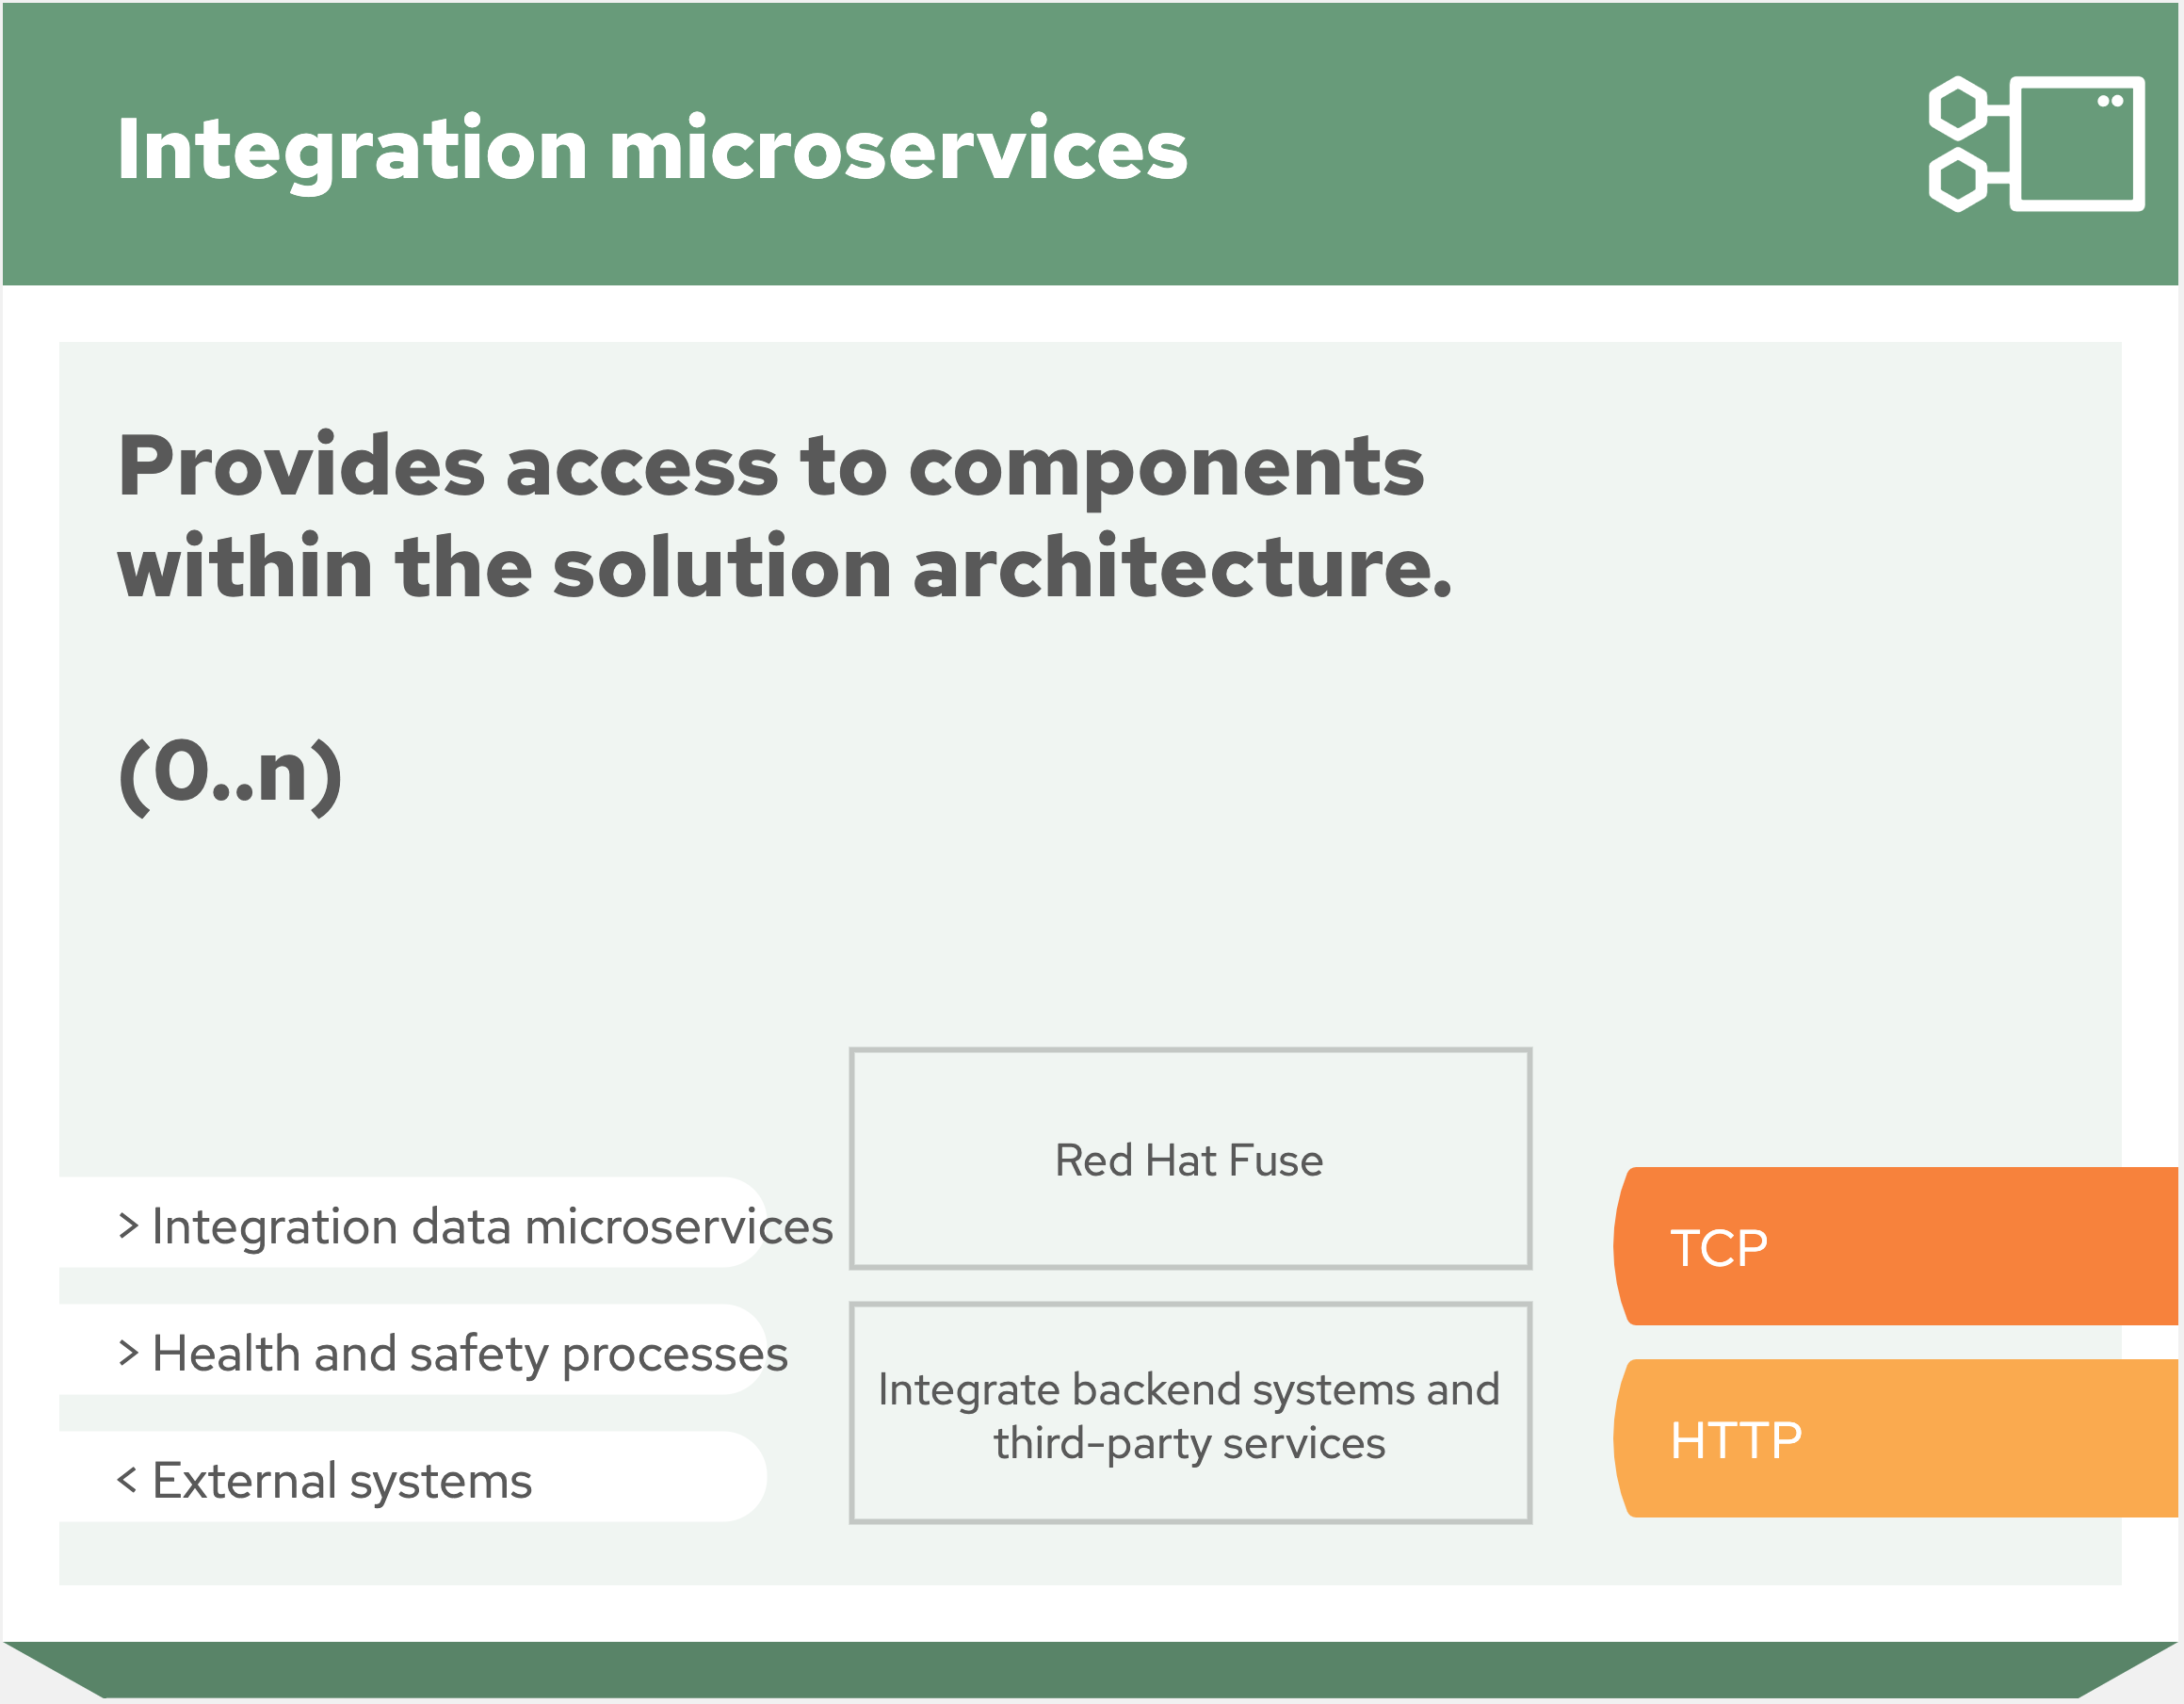 Integration microservices
Provides access to components
within the solution architecture.
(0..n)
Red Hat Fuse
> Integration data microservices
> Health and safety processes
< External systems
Integrate backend systems and
third-party services
TCP
HTTP